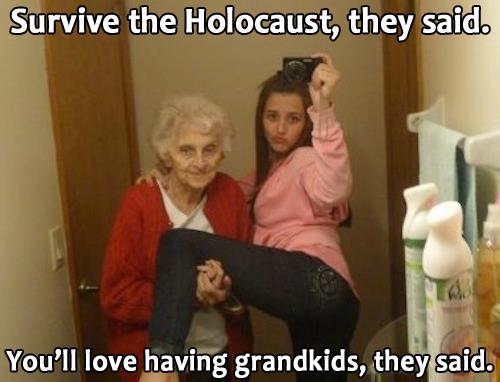 Survive the Holocaust, they said.
You'll love having grandkids, they said.